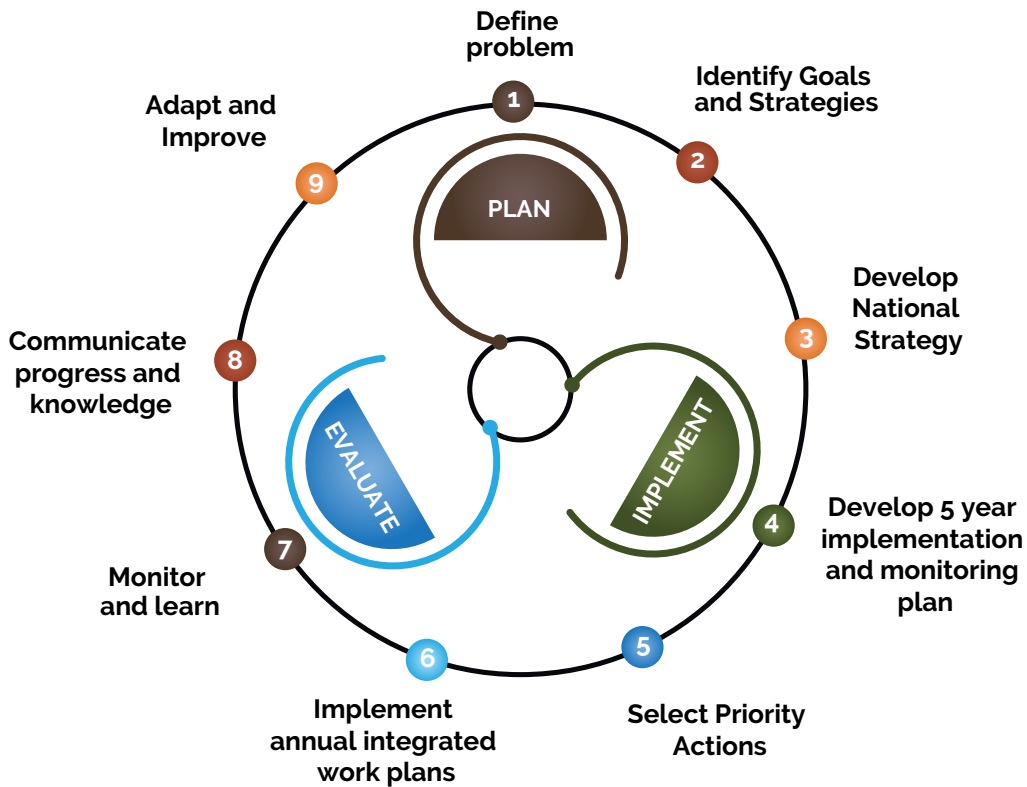 Define
problem
1
Identify Goals
and Strategies
2
Develop
National
Strategy
3
Develop 5 year
implementation
and monitoring
plan
4
Select Priority
Actions
5
Implement
annual integrated
work plans
6
Monitor
and learn
7
Communicate
progress and
knowledge
8
Adapt and
Improve
9
PLAN
IMPLEMENT
EVALUATE